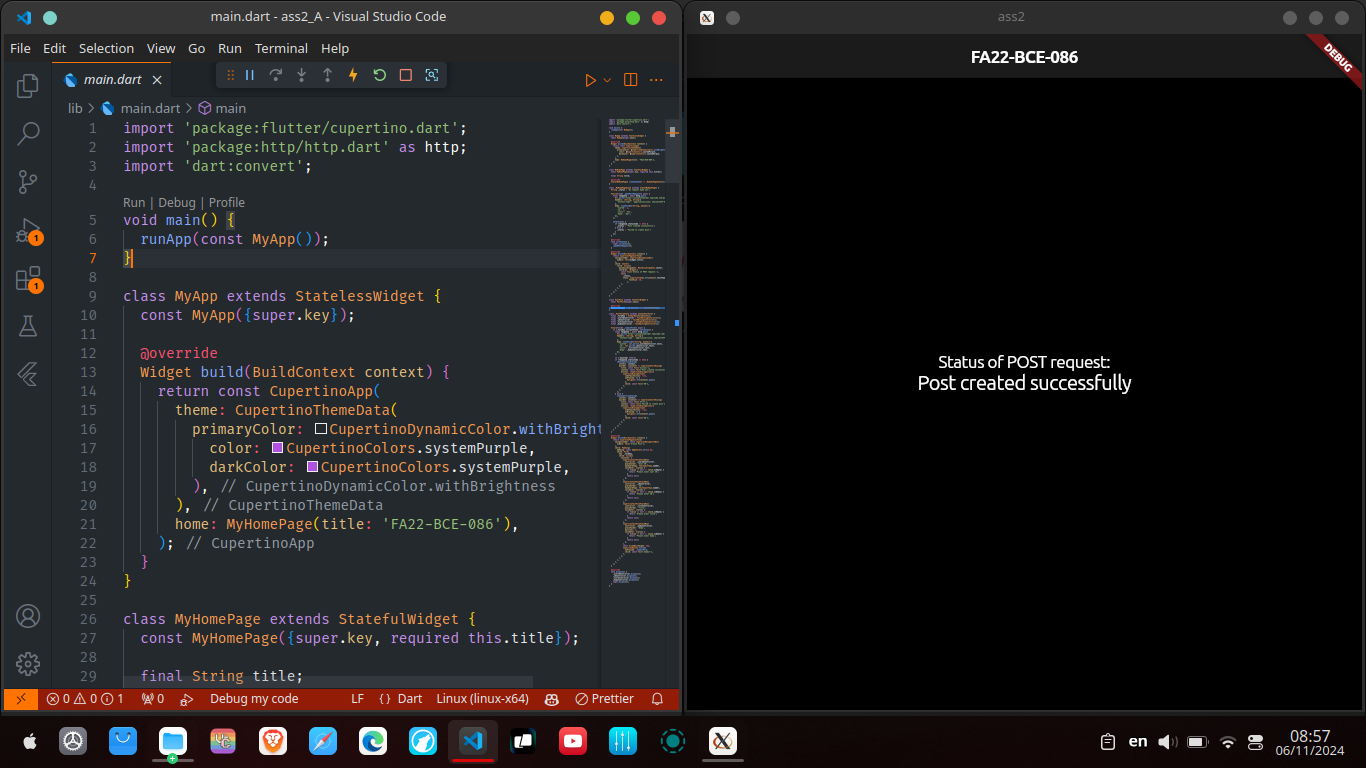 main.dart - ass2_A - Visual Studio Code
File Edit Selection View Go Run Terminal Help
main.dart
lib > main.dart > main
1 import 'package:flutter/cupertino.dart';
2 import 'package:http/http.dart' as http;
3 import 'dart:convert';
4
Run | Debug | Profile
5 void main() {
6 runApp(const MyApp());
7 }
8
9 class MyApp extends StatelessWidget {
10 const MyApp({super.key});
11
12 @override
13 Widget build(BuildContext context) {
14 return const CupertinoApp(
15 theme: CupertinoThemeData(
16 primaryColor: CupertinoDynamicColor.withBright
17 color: CupertinoColors.systemPurple,
18 darkColor: CupertinoColors.systemPurple,
19 ), // CupertinoDynamicColor.withBrightness
20 ), // CupertinoThemeData
21 home: MyHomePage(title: 'FA22-BCE-086'),
22 ); // CupertinoApp
23 }
24 }
25
26 class MyHomePage extends StatefulWidget {
27 const MyHomePage({super.key, required this.title});
28
29 final String title;
1
1
0 0 1 0 Debug my code LF {} Dart Linux (linux-x64) Prettier
ass2
FA22-BCE-086
DEBUG
Status of POST request:
Post created successfully
UC
en
08:57
06/11/2024